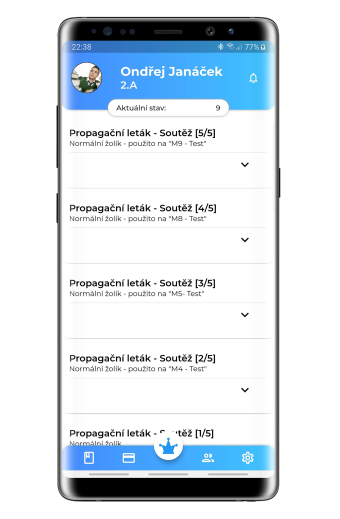 22:38
77%
Ondřej Janáček
2.A
Aktuální stav: 9
Propagační leták - Soutěž [5/5]
Normální žolík - použito na "M9 - Test"
Propagační leták - Soutěž [4/5]
Normální žolík - použito na "M8 - Test"
Propagační leták - Soutěž [3/5]
Normální žolík - použito na "M5- Test"
Propagační leták - Soutěž [2/5]
Normální žolík - použito na "M4 - Test"
Propagační leták - Soutěž [1/5]
Normální žolík